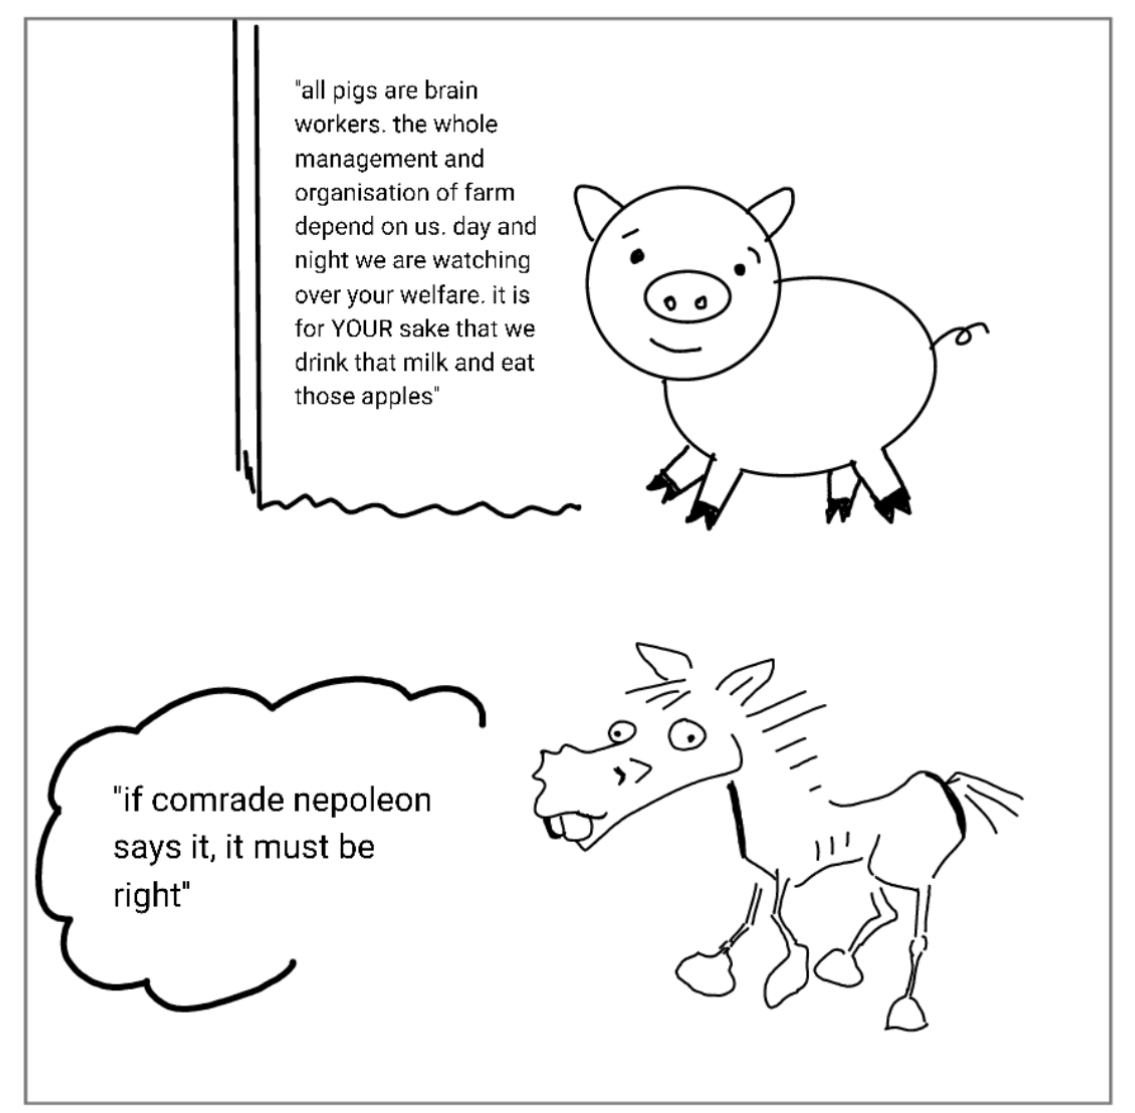 "all pigs are brain
workers. the whole
management and
organisation of farm
depend on us. day and
night we are watching
over your welfare. it is
for YOUR sake that we
drink that milk and eat
those apples"
"if comrade nepoleon
says it, it must be
right"